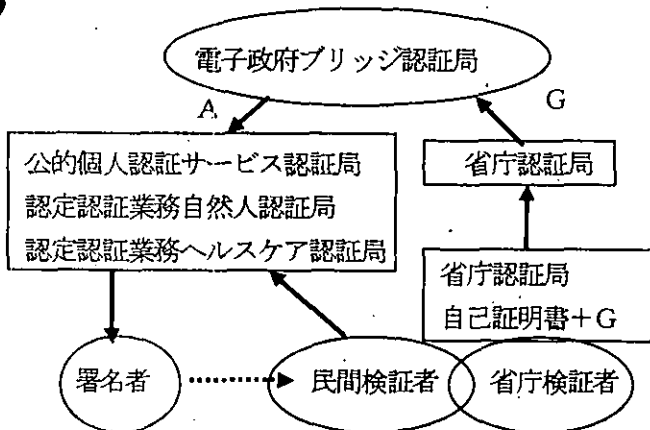 電子政府ブリッジ認証局
A
G
公的個人認証サービス認証局
認定認証業務自然人認証局
認定認証業務ヘルスケア認証局
省庁認証局
省庁認証局
自己証明書+G
署名者
民間検証者
省庁検証者